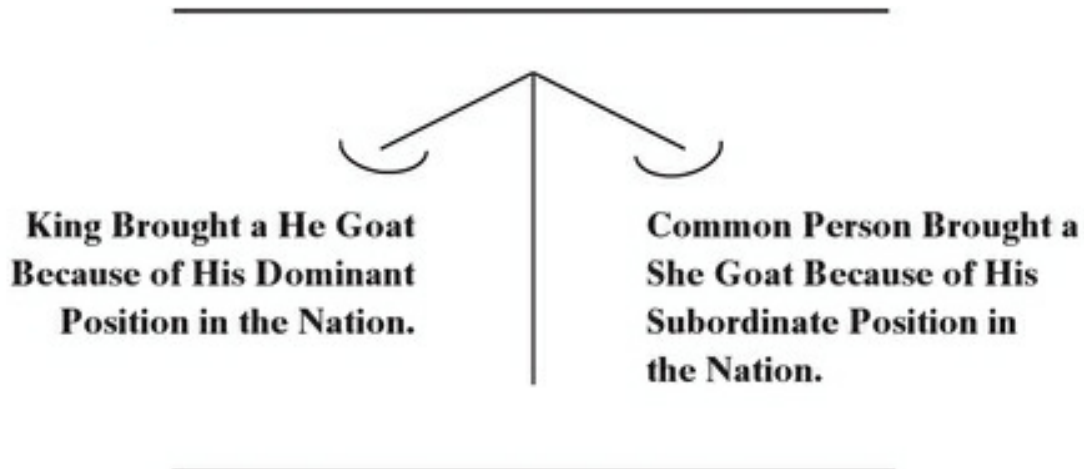 King Brought a He Goat
Because of His Dominant
Position in the Nation.
Common Person Brought a
She Goat Because of His
Subordinate Position in
the Nation.